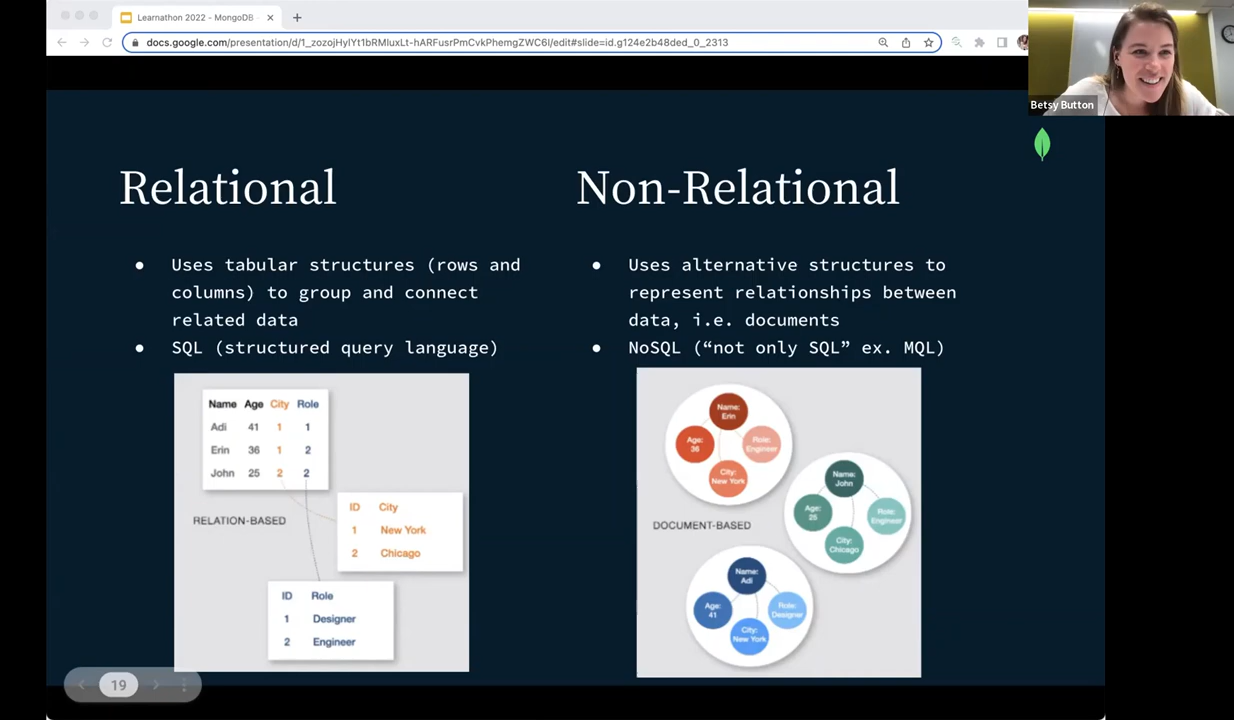 Learnathon 2022 - MongoDB
docs.google.com/presentation/d/1_zozojHyIYt1bRMluxLt-hARFusrPmCvkPhemgZWC6I/edit#slide=id.g124e2b48ded_0_2313
Betsy Button
Relational
Uses tabular structures (rows and
columns) to group and connect
related data
SQL (structured query language)
Name Age City Role
Adi 41 1 1
Erin 36 1 2
John 25 2 2
RELATION-BASED
ID City
1 New York
2 Chicago
ID Role
1 Designer
2 Engineer
Non-Relational
Uses alternative structures to
represent relationships between
data, i.e. documents
NoSQL (“not only SQL” ex. MQL)
Name:
Erin
Age:
36
Role:
Engineer
City:
New York
Name:
John
Age:
25
Role:
Engineer
City:
Chicago
DOCUMENT-BASED
Name:
Adi
Age:
41
Role:
Designer
City:
New York
19